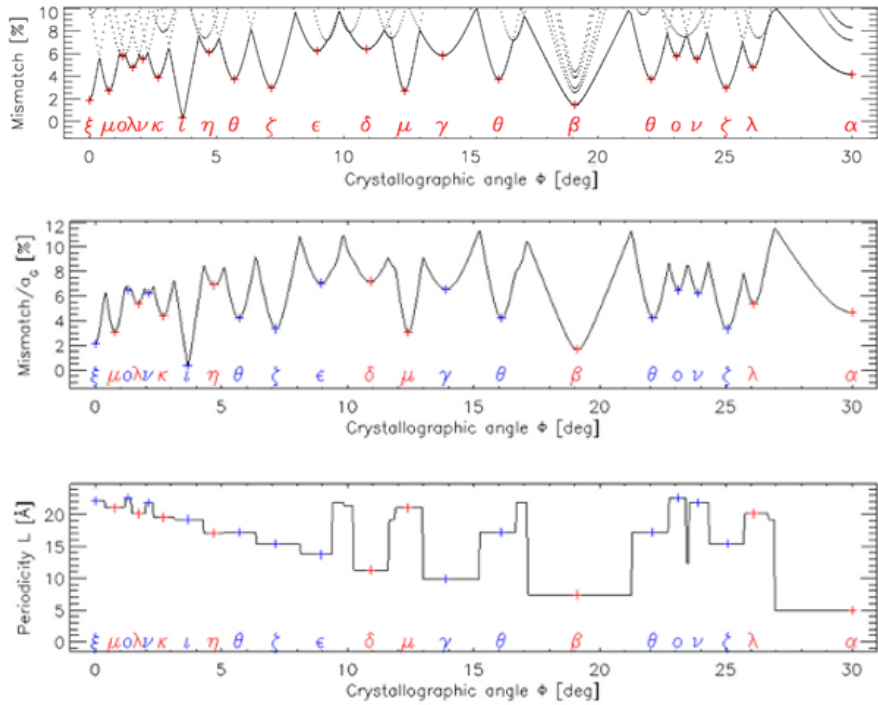 Mismatch [%]
10
8
6
4
2
0
ξ μ ο λ ν κ ι η θ ζ ϵ δ μ γ θ β θ ο ν ζ λ α
0 5 10 15 20 25 30
Crystallographic angle Φ [deg]
Mismatch/a_G [%]
12
10
8
6
4
2
0
ξ μ ο λ ν κ ι η θ ζ ϵ δ μ γ θ β θ ο ν ζ λ α
0 5 10 15 20 25 30
Crystallographic angle Φ [deg]
Periodicity L [Å]
20
15
10
5
0
ξ μ ο λ ν κ ι η θ ζ ϵ δ μ γ θ β θ ο ν ζ λ α
0 5 10 15 20 25 30
Crystallographic angle Φ [deg]